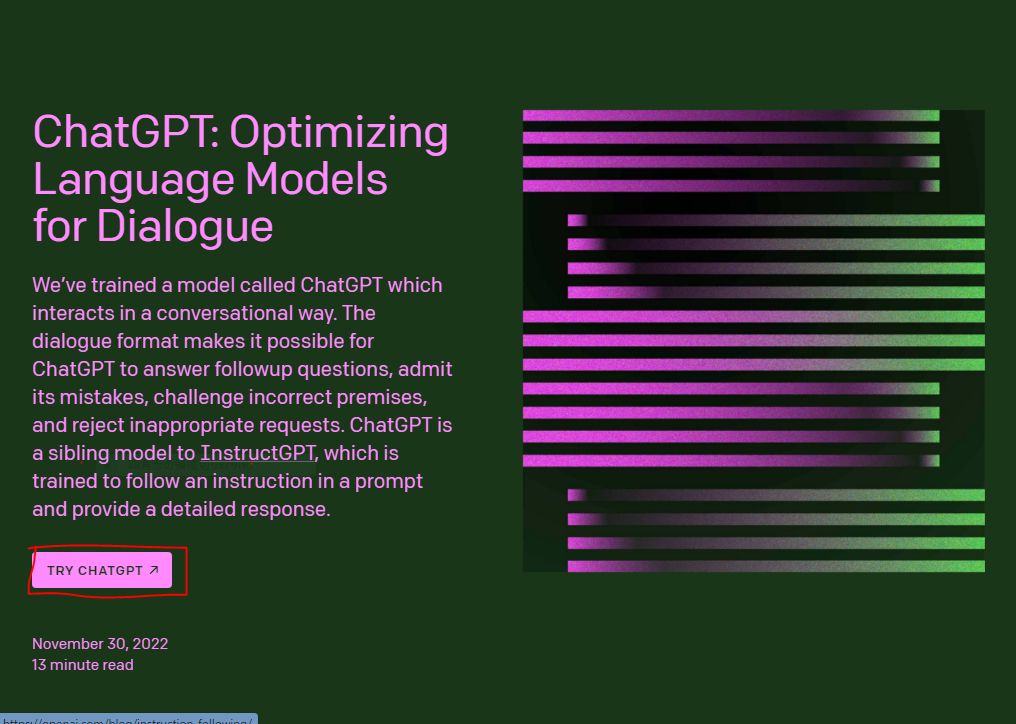 ChatGPT: Optimizing
Language Models
for Dialogue
We’ve trained a model called ChatGPT which
interacts in a conversational way. The
dialogue format makes it possible for
ChatGPT to answer followup questions, admit
its mistakes, challenge incorrect premises,
and reject inappropriate requests. ChatGPT is
a sibling model to InstructGPT, which is
trained to follow an instruction in a prompt
and provide a detailed response.
TRY CHATGPT ↗
November 30, 2022
13 minute read
https://openai.com/blog/instruction-following/